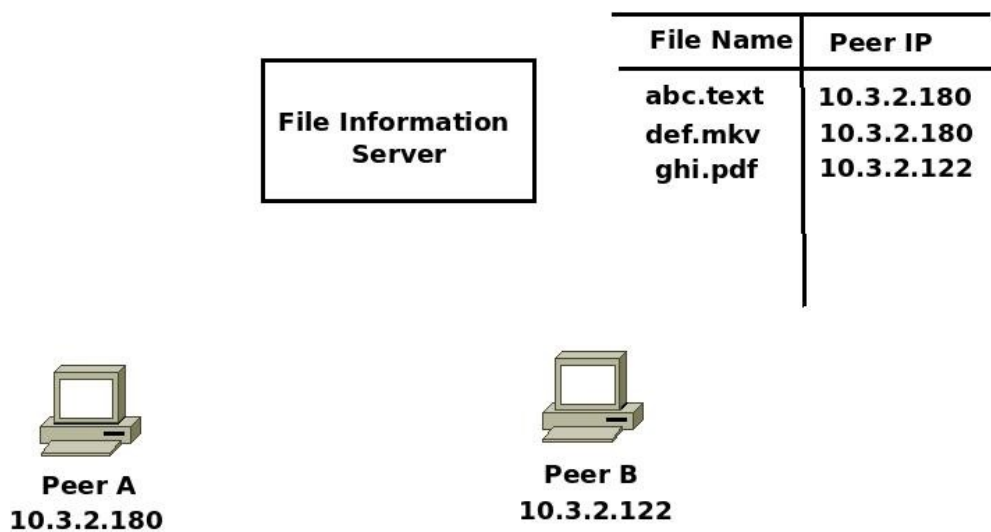 File Name Peer IP
File Information
Server
abc.text 10.3.2.180
def.mkv 10.3.2.180
ghi.pdf 10.3.2.122
Peer A
10.3.2.180
Peer B
10.3.2.122